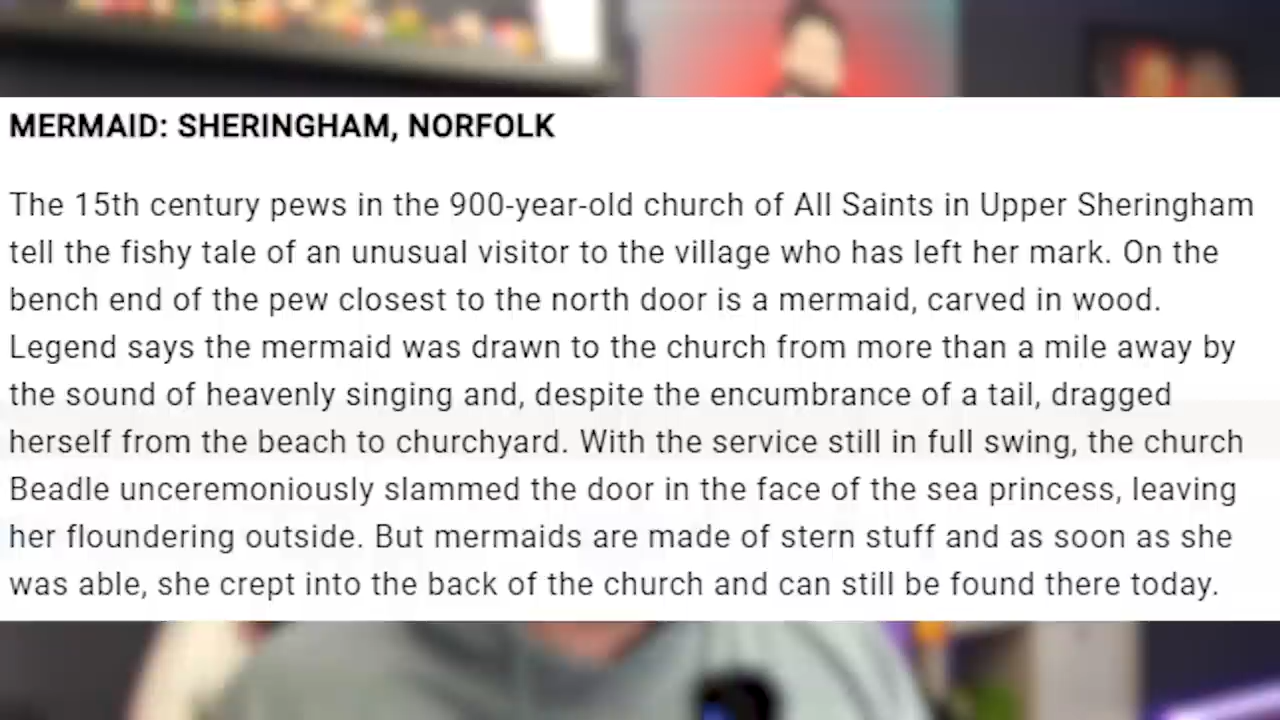 MERMAID: SHERINGHAM, NORFOLK
The 15th century pews in the 900-year-old church of All Saints in Upper Sheringham
tell the fishy tale of an unusual visitor to the village who has left her mark. On the
bench end of the pew closest to the north door is a mermaid, carved in wood.
Legend says the mermaid was drawn to the church from more than a mile away by
the sound of heavenly singing and, despite the encumbrance of a tail, dragged
herself from the beach to churchyard. With the service still in full swing, the church
Beadle unceremoniously slammed the door in the face of the sea princess, leaving
her floundering outside. But mermaids are made of stern stuff and as soon as she
was able, she crept into the back of the church and can still be found there today.